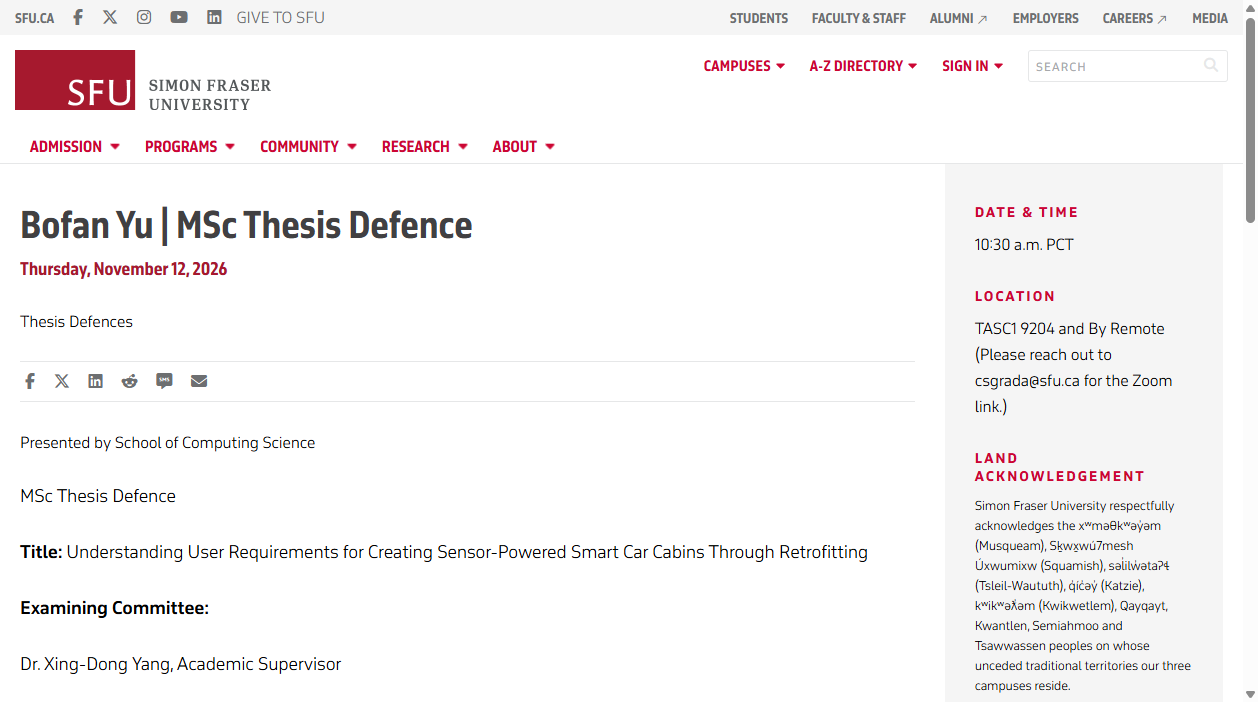 SFU.CA GIVE TO SFU STUDENTS FACULTY & STAFF ALUMNI EMPLOYERS CAREERS MEDIA
SFU SIMON FRASER
UNIVERSITY
CAMPUSES A-Z DIRECTORY SIGN IN SEARCH
ADMISSION PROGRAMS COMMUNITY RESEARCH ABOUT
Bofan Yu | MSc Thesis Defence
Thursday, November 12, 2026
Thesis Defences
SMS
Presented by School of Computing Science
MSc Thesis Defence
Title: Understanding User Requirements for Creating Sensor-Powered Smart Car Cabins Through Retrofitting
Examining Committee:
Dr. Xing-Dong Yang, Academic Supervisor
DATE & TIME
10:30 a.m. PCT
LOCATION
TASC1 9204 and By Remote
(Please reach out to
csgrada@sfu.ca for the Zoom
link.)
LAND
ACKNOWLEDGEMENT
Simon Fraser University respectfully
acknowledges the xʷməθkʷəy̓əm
(Musqueam), Sḵwx̱wú7mesh
Úxwumixw (Squamish), səl̓ilw̓ətaʔɬ
(Tsleil-Waututh), q̓íc̓əy̓ (Katzie),
kʷikʷəƛ̓əm (Kwikwetlem), Qayqayt,
Kwantlen, Semiahmoo and
Tsawwassen peoples on whose
unceded traditional territories our three
campuses reside.